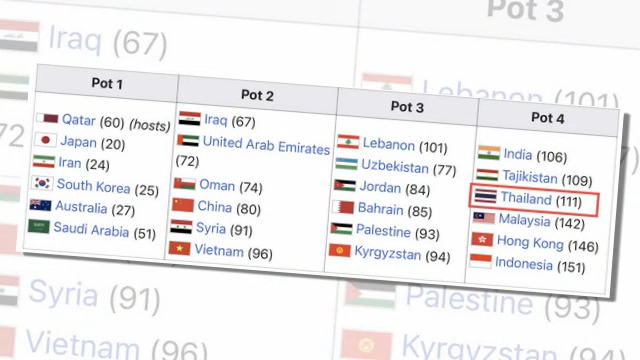 Pot 3
Iraq (67)
Pot 1
Qatar (60) (hosts)
Japan (20)
Iran (24)
South Korea (25)
Australia (27)
Saudi Arabia (51)
Pot 2
Iraq (67)
United Arab Emirates
(72)
Oman (74)
China (80)
Syria (91)
Vietnam (96)
Pot 3
Lebanon (101)
Uzbekistan (77)
Jordan (84)
Bahrain (85)
Palestine (93)
Kyrgyzstan (94)
Pot 4
India (106)
Tajikistan (109)
Thailand (111)
Malaysia (142)
Hong Kong (146)
Indonesia (151)
Lebanon (101)
72
Syria (91)
Palestine (93)
Vietnam (96)